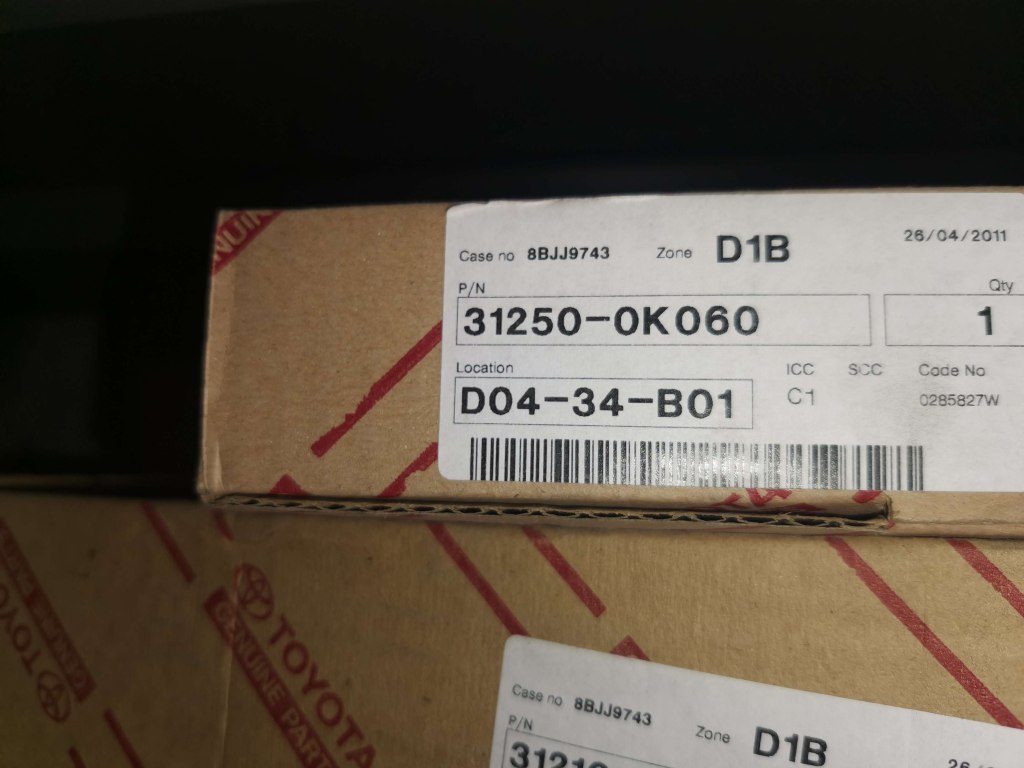 Case no 8BJJ9743 Zone D1B 26/04/2011
P/N Qty
31250-0K060 1
Location ICC SCC Code No
D04-34-B01 C1 0285827W
TOYOTA
GENUINE PARTS
TOYOTA
GENUINE
Case no 8BJJ9743 Zone D1B
P/N